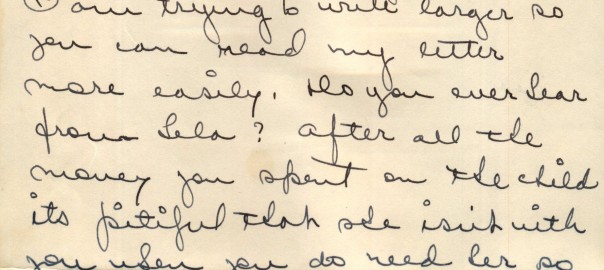 I am trying to write larger so
you can read my letter
more easily. Do you ever hear
from Lela? After all the
money you spent on the child
its pitiful that she isn't with
you when you do need her so